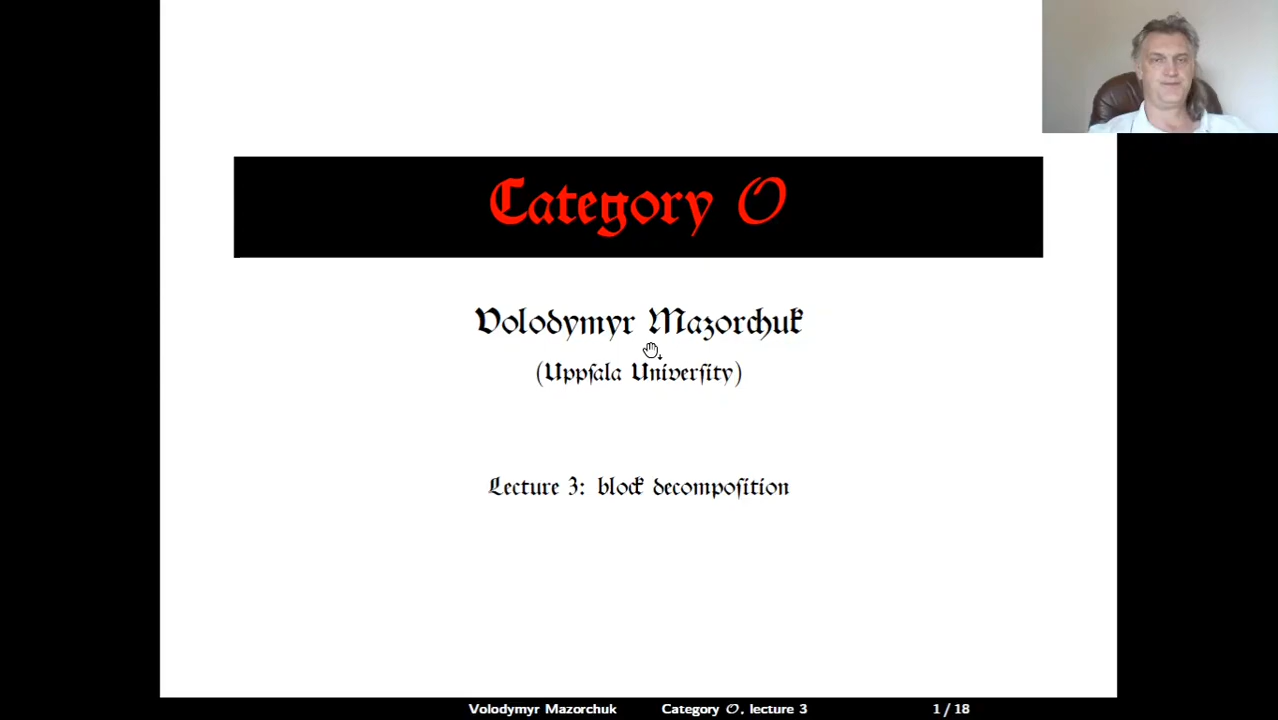 Category O
Volodymyr Mazorchuk
(Uppſala Univerſity)
Lecture 3: block decompoſition
Volodymyr Mazorchuk Category O, lecture 3 1 / 18